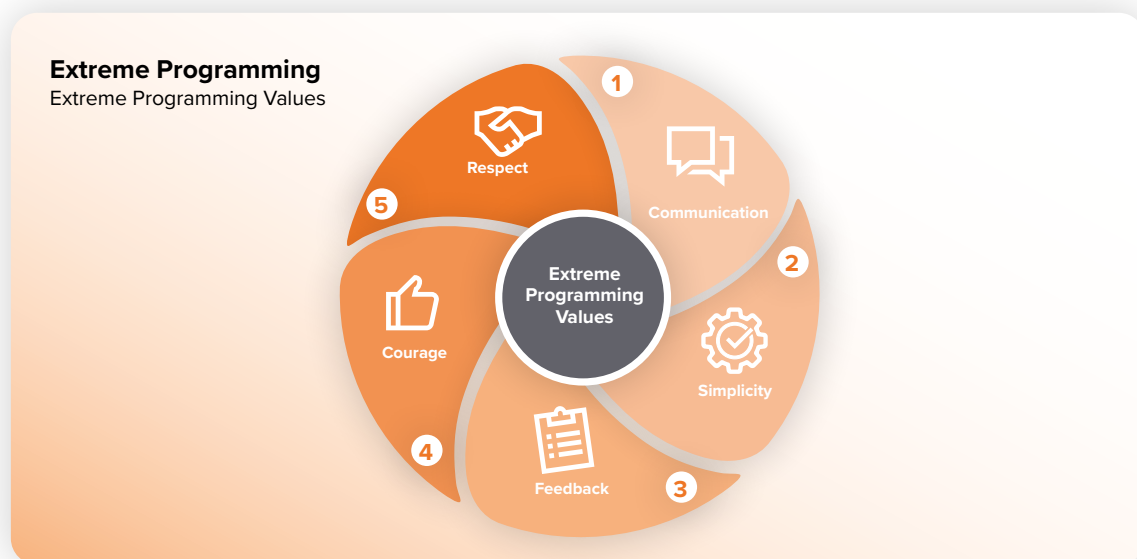 Extreme Programming
Extreme Programming Values
1
Communication
2
Simplicity
3
Feedback
4
Courage
5
Respect
Extreme
Programming
Values